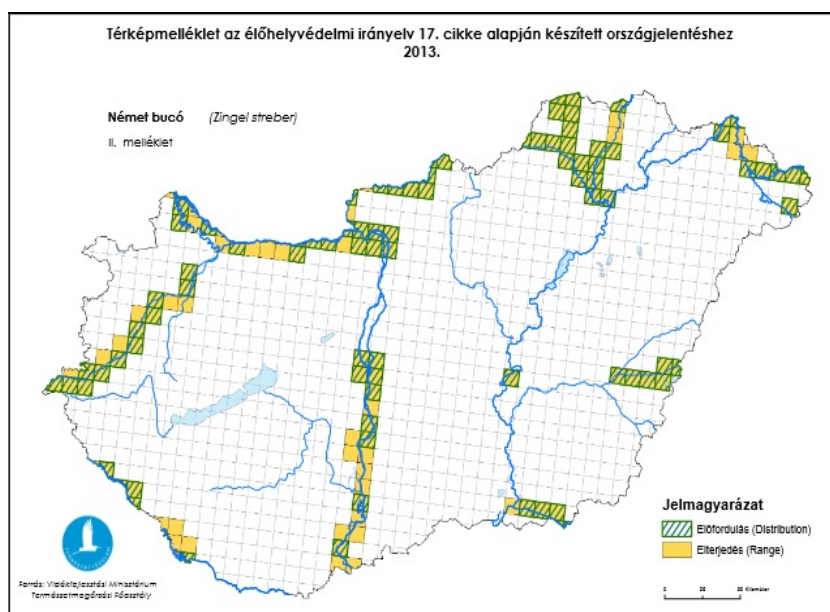 Térképmelléklet az élőhelyvédelmi irányelv 17. cikke alapján készített országjelentéshez
2013.
Német bucó (Zingel streber)
II. melléklet
Jelmagyarázat
Előfordulás (Distribution)
Elterjedés (Range)
Forrás: Vidékfejlesztési Minisztérium
Természetmegőrzési Főosztály
Kilométer